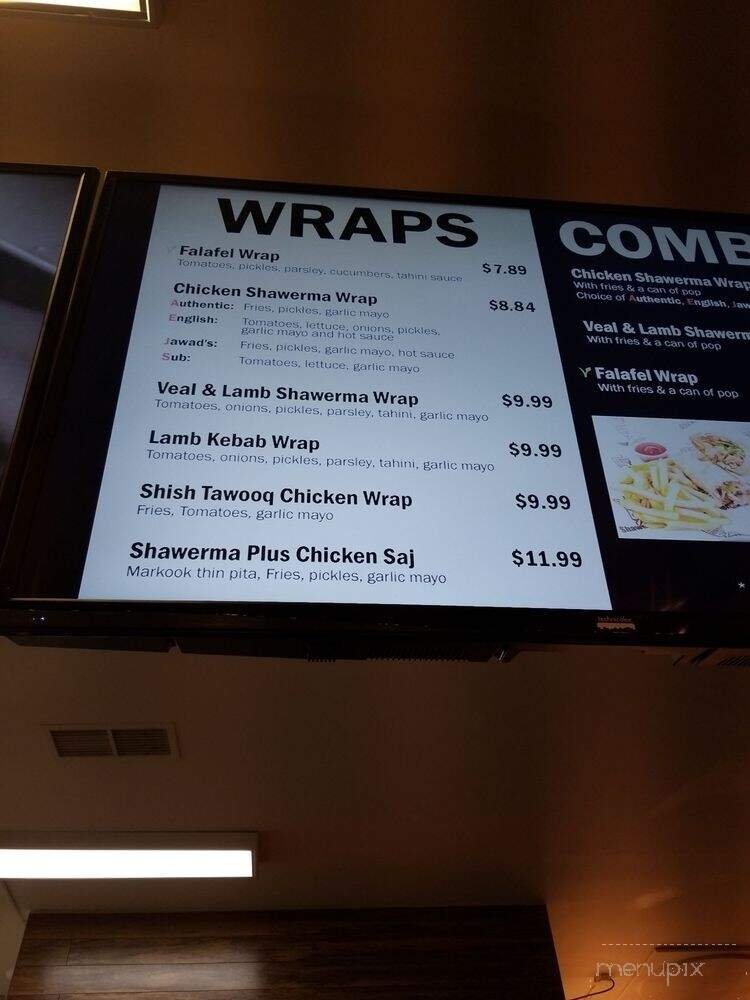 WRAPS
Falafel Wrap $7.89
Tomatoes, pickles, parsley, cucumbers, tahini sauce
Chicken Shawerma Wrap $8.84
Authentic: Fries, pickles, garlic mayo
English: Tomatoes, lettuce, onions, pickles,
garlic mayo and hot sauce
Jawad's: Fries, pickles, garlic mayo, hot sauce
Sub: Tomatoes, lettuce, garlic mayo
Veal & Lamb Shawerma Wrap $9.99
Tomatoes, onions, pickles, parsley, tahini, garlic mayo
Lamb Kebab Wrap $9.99
Tomatoes, onions, pickles, parsley, tahini, garlic mayo
Shish Tawooq Chicken Wrap $9.99
Fries, Tomatoes, garlic mayo
Shawerma Plus Chicken Saj $11.99
Markook thin pita, Fries, pickles, garlic mayo
COMB
Chicken Shawerma Wrap
With fries & a can of pop
Choice of Authentic, English, Jaw
Veal & Lamb Shawerm
With fries & a can of pop
Falafel Wrap
With fries & a can of pop
*
menupix